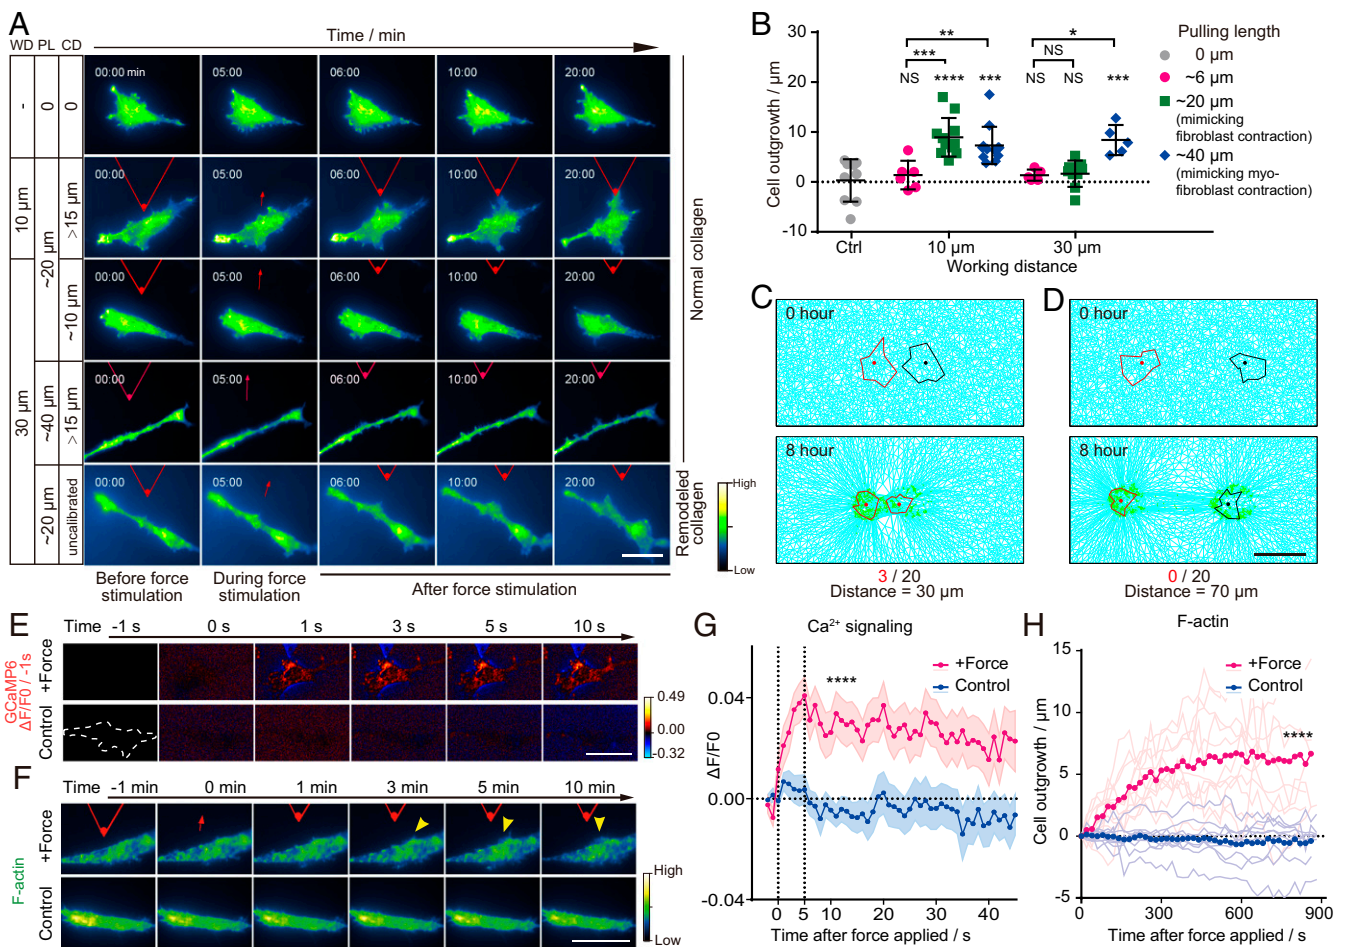 A
WD PL CD
Time / min
-
0
0
00:00 min
05:00
06:00
10:00
20:00
10 µm
~20 µm
>15 µm
00:00
05:00
06:00
10:00
20:00
~10 µm
00:00
05:00
06:00
10:00
20:00
30 µm
~40 µm
>15 µm
00:00
05:00
06:00
10:00
20:00
~20 µm
uncalibrated
00:00
05:00
06:00
10:00
20:00
Normal collagen
Remodeled
collagen
High
Low
Before force
stimulation
During force
stimulation
After force stimulation
B
Cell outgrowth / µm
30
20
10
0
-10
**
***
NS
****
***
*
NS
NS
NS
***
Ctrl
10 µm
30 µm
Working distance
Pulling length
0 µm
~6 µm
~20 µm
(mimicking
fibroblast contraction)
~40 µm
(mimicking myo-
fibroblast contraction)
C
0 hour
8 hour
3 / 20
Distance = 30 µm
D
0 hour
8 hour
0 / 20
Distance = 70 µm
E
Time -1 s 0 s 1 s 3 s 5 s 10 s
GCaMP6
ΔF/F0 / -1s
+Force
Control
0.49
0.00
-0.32
F
Time -1 min 0 min 1 min 3 min 5 min 10 min
F-actin
+Force
Control
High
Low
G
Ca²⁺ signaling
+Force
Control
****
ΔF/F0
0.04
0.00
-0.04
0 5 20 40
Time after force applied / s
H
F-actin
+Force
Control
****
Cell outgrowth / µm
15
10
5
0
-5
0 300 600 900
Time after force applied / s